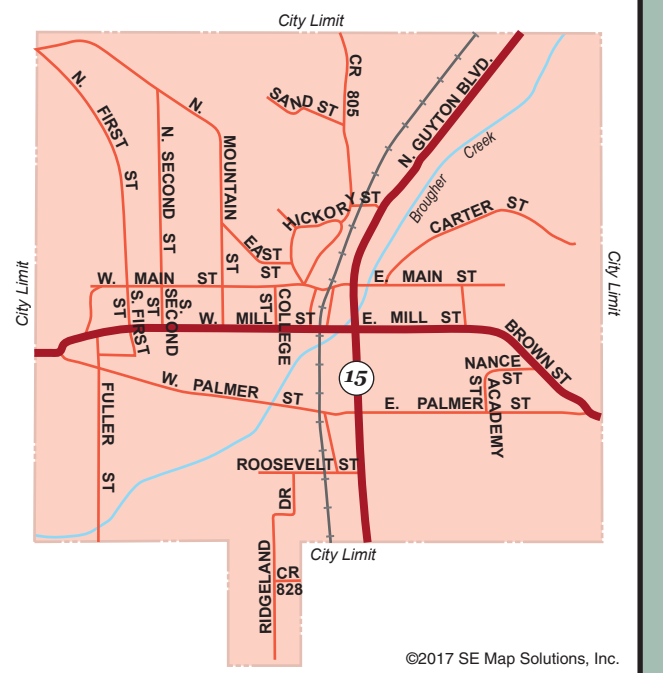 City Limit
N. FIRST ST
N. SECOND ST
N. MOUNTAIN ST
SAND ST
CR 805
N. GUYTON BLVD.
Brougher Creek
HICKORY ST
CARTER ST
EAST ST
City Limit
City Limit
W. MAIN ST
E. MAIN ST
S. FIRST ST
S. SECOND ST
COLLEGE ST
W. MILL ST
E. MILL ST
BROWN ST
15
NANCE ST
ACADEMY ST
FULLER ST
W. PALMER ST
E. PALMER ST
ROOSEVELT ST
RIDGELAND DR
City Limit
CR
828
©2017 SE Map Solutions, Inc.